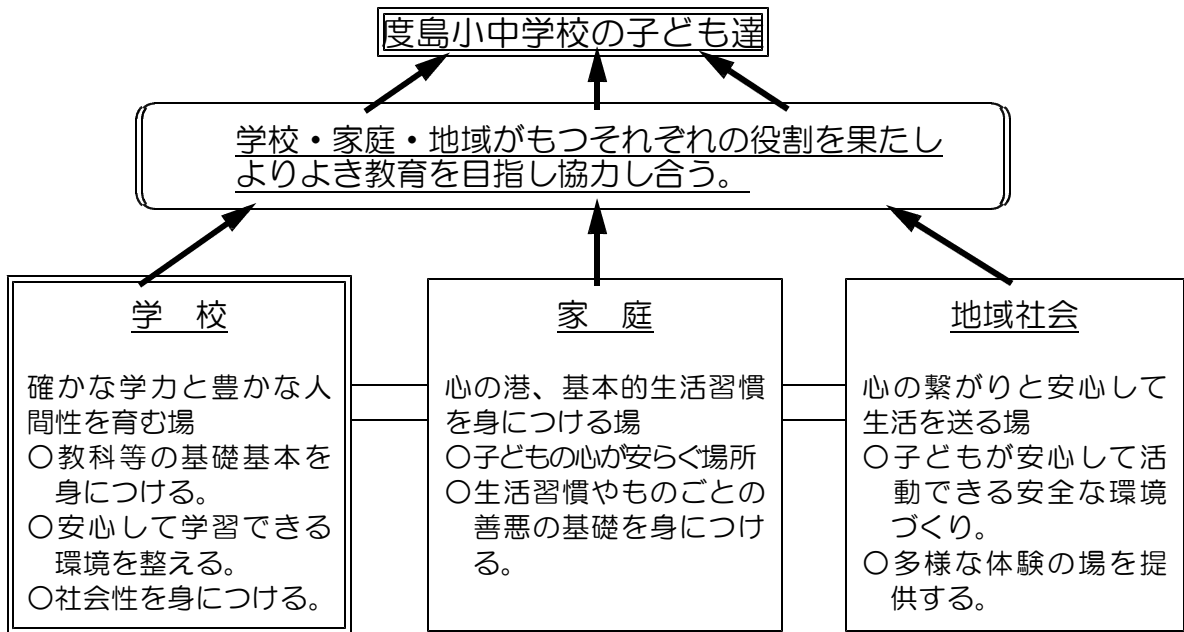 度島小中学校の子ども達
学校・家庭・地域がもつそれぞれの役割を果たし
よりよき教育を目指し協力し合う。
学　校
確かな学力と豊かな人
間性を育む場
○教科等の基礎基本を
身につける。
○安心して学習できる
環境を整える。
○社会性を身につける。
家　庭
心の港、基本的生活習慣
を身につける場
○子どもの心が安らぐ場所
○生活習慣やものごとの
善悪の基礎を身につけ
る。
地域社会
心の繋がりと安心して
生活を送る場
○子どもが安心して活
動できる安全な環境
づくり。
○多様な体験の場を提
供する。